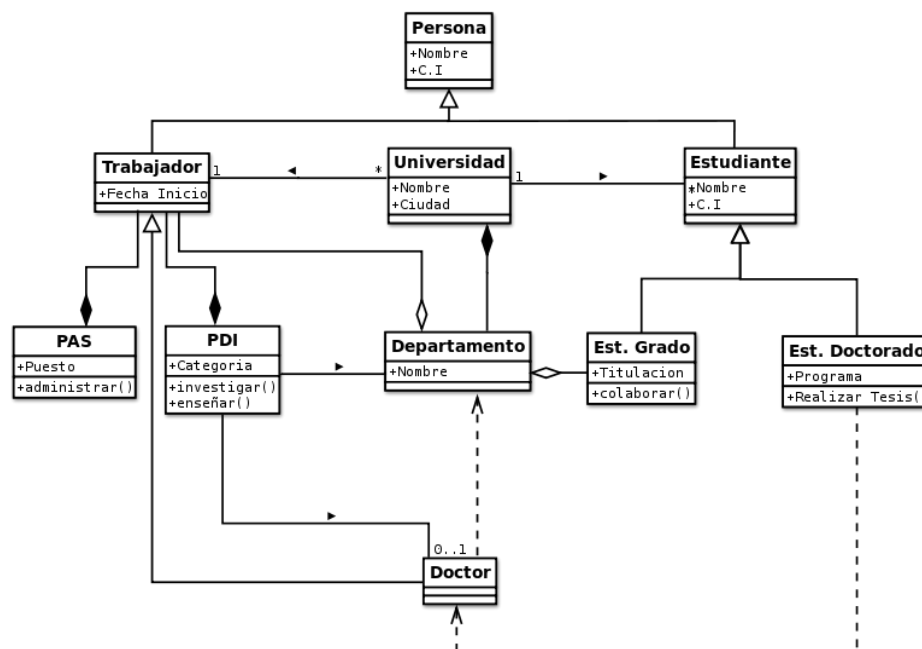 Persona
+Nombre
+C.I
Trabajador
+Fecha Inicio
1
*
Universidad
+Nombre
+Ciudad
1
Estudiante
*
+Nombre
+C.I
PAS
+Puesto
+administrar()
PDI
+Categoria
+investigar()
+enseñar()
Departamento
+Nombre
Est. Grado
+Titulacion
+colaborar()
Est. Doctorado
+Programa
+Realizar Tesis(
0..1
Doctor